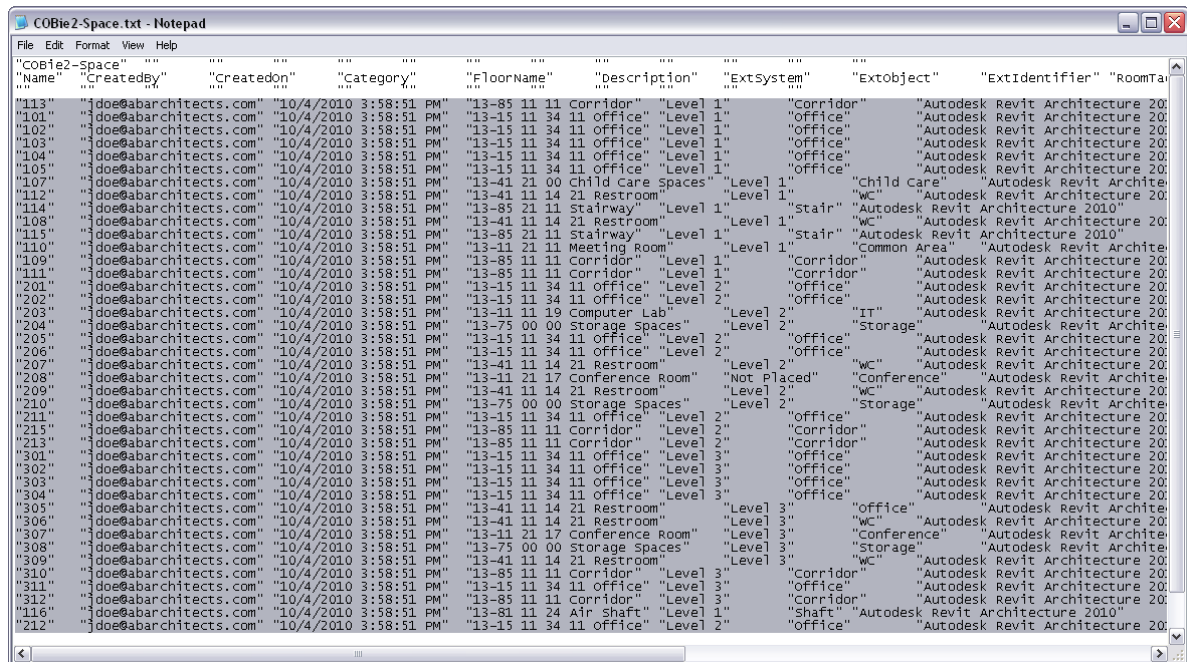 COBie2-Space.txt - Notepad
File Edit Format View Help
"COBie2-Space" "" "" "" "" "" "" "" ""
"Name" "CreatedBy" "CreatedOn" "Category" "FloorName" "Description" "ExtSystem" "ExtObject" "ExtIdentifier" "RoomTa
"" "" "" "" "" "" "" ""
"113" "jdoe@abarchitects.com" "10/4/2010 3:58:51 PM" "13-85 11 11 Corridor" "Level 1" "Corridor" "Autodesk Revit Architecture 20
"101" "jdoe@abarchitects.com" "10/4/2010 3:58:51 PM" "13-15 11 34 11 Office" "Level 1" "Office" "Autodesk Revit Architecture 20
"102" "jdoe@abarchitects.com" "10/4/2010 3:58:51 PM" "13-15 11 34 11 Office" "Level 1" "Office" "Autodesk Revit Architecture 20
"103" "jdoe@abarchitects.com" "10/4/2010 3:58:51 PM" "13-15 11 34 11 Office" "Level 1" "Office" "Autodesk Revit Architecture 20
"104" "jdoe@abarchitects.com" "10/4/2010 3:58:51 PM" "13-15 11 34 11 Office" "Level 1" "Office" "Autodesk Revit Architecture 20
"105" "jdoe@abarchitects.com" "10/4/2010 3:58:51 PM" "13-15 11 34 11 Office" "Level 1" "Office" "Autodesk Revit Architecture 20
"107" "jdoe@abarchitects.com" "10/4/2010 3:58:51 PM" "13-41 21 00 Child Care Spaces" "Level 1" "Child Care" "Autodesk Revit Archite
"112" "jdoe@abarchitects.com" "10/4/2010 3:58:51 PM" "13-41 11 14 21 Restroom" "Level 1" "WC" "Autodesk Revit Architecture 20
"114" "jdoe@abarchitects.com" "10/4/2010 3:58:51 PM" "13-85 21 11 Stairway" "Level 1" "Stair" "Autodesk Revit Architecture 2010"
"108" "jdoe@abarchitects.com" "10/4/2010 3:58:51 PM" "13-41 11 14 21 Restroom" "Level 1" "WC" "Autodesk Revit Architecture 20
"115" "jdoe@abarchitects.com" "10/4/2010 3:58:51 PM" "13-85 21 11 Stairway" "Level 1" "Stair" "Autodesk Revit Architecture 2010"
"110" "jdoe@abarchitects.com" "10/4/2010 3:58:51 PM" "13-11 21 11 Meeting Room" "Level 1" "Common Area" "Autodesk Revit Archite
"109" "jdoe@abarchitects.com" "10/4/2010 3:58:51 PM" "13-85 11 11 Corridor" "Level 1" "Corridor" "Autodesk Revit Architecture 20
"111" "jdoe@abarchitects.com" "10/4/2010 3:58:51 PM" "13-85 11 11 Corridor" "Level 1" "Corridor" "Autodesk Revit Architecture 20
"201" "jdoe@abarchitects.com" "10/4/2010 3:58:51 PM" "13-15 11 34 11 Office" "Level 2" "Office" "Autodesk Revit Architecture 20
"202" "jdoe@abarchitects.com" "10/4/2010 3:58:51 PM" "13-15 11 34 11 Office" "Level 2" "Office" "Autodesk Revit Architecture 20
"203" "jdoe@abarchitects.com" "10/4/2010 3:58:51 PM" "13-11 11 19 Computer Lab" "Level 2" "IT" "Autodesk Revit Architecture 20
"204" "jdoe@abarchitects.com" "10/4/2010 3:58:51 PM" "13-75 00 00 Storage Spaces" "Level 2" "Storage" "Autodesk Revit Archite
"205" "jdoe@abarchitects.com" "10/4/2010 3:58:51 PM" "13-15 11 34 11 Office" "Level 2" "Office" "Autodesk Revit Architecture 20
"206" "jdoe@abarchitects.com" "10/4/2010 3:58:51 PM" "13-15 11 34 11 Office" "Level 2" "Office" "Autodesk Revit Architecture 20
"207" "jdoe@abarchitects.com" "10/4/2010 3:58:51 PM" "13-41 11 14 21 Restroom" "Level 2" "WC" "Autodesk Revit Architecture 20
"208" "jdoe@abarchitects.com" "10/4/2010 3:58:51 PM" "13-11 21 17 Conference Room" "Not Placed" "Conference" "Autodesk Revit Archite
"209" "jdoe@abarchitects.com" "10/4/2010 3:58:51 PM" "13-41 11 14 21 Restroom" "Level 2" "WC" "Autodesk Revit Architecture 20
"210" "jdoe@abarchitects.com" "10/4/2010 3:58:51 PM" "13-75 00 00 Storage Spaces" "Level 2" "Storage" "Autodesk Revit Archite
"211" "jdoe@abarchitects.com" "10/4/2010 3:58:51 PM" "13-15 11 34 11 Office" "Level 2" "Office" "Autodesk Revit Architecture 20
"215" "jdoe@abarchitects.com" "10/4/2010 3:58:51 PM" "13-85 11 11 Corridor" "Level 2" "Corridor" "Autodesk Revit Architecture 20
"213" "jdoe@abarchitects.com" "10/4/2010 3:58:51 PM" "13-85 11 11 Corridor" "Level 2" "Corridor" "Autodesk Revit Architecture 20
"301" "jdoe@abarchitects.com" "10/4/2010 3:58:51 PM" "13-15 11 34 11 Office" "Level 3" "Office" "Autodesk Revit Architecture 20
"302" "jdoe@abarchitects.com" "10/4/2010 3:58:51 PM" "13-15 11 34 11 Office" "Level 3" "Office" "Autodesk Revit Architecture 20
"303" "jdoe@abarchitects.com" "10/4/2010 3:58:51 PM" "13-15 11 34 11 Office" "Level 3" "Office" "Autodesk Revit Architecture 20
"304" "jdoe@abarchitects.com" "10/4/2010 3:58:51 PM" "13-15 11 34 11 Office" "Level 3" "Office" "Autodesk Revit Architecture 20
"305" "jdoe@abarchitects.com" "10/4/2010 3:58:51 PM" "13-41 11 14 21 Restroom" "Level 3" "Office" "Autodesk Revit Archite
"306" "jdoe@abarchitects.com" "10/4/2010 3:58:51 PM" "13-41 11 14 21 Restroom" "Level 3" "WC" "Autodesk Revit Architecture 20
"307" "jdoe@abarchitects.com" "10/4/2010 3:58:51 PM" "13-11 21 17 Conference Room" "Level 3" "Conference" "Autodesk Revit Archite
"308" "jdoe@abarchitects.com" "10/4/2010 3:58:51 PM" "13-75 00 00 Storage Spaces" "Level 3" "Storage" "Autodesk Revit Archite
"309" "jdoe@abarchitects.com" "10/4/2010 3:58:51 PM" "13-41 11 14 21 Restroom" "Level 3" "WC" "Autodesk Revit Architecture 20
"310" "jdoe@abarchitects.com" "10/4/2010 3:58:51 PM" "13-85 11 11 Corridor" "Level 3" "Corridor" "Autodesk Revit Architecture 20
"311" "jdoe@abarchitects.com" "10/4/2010 3:58:51 PM" "13-15 11 34 11 Office" "Level 3" "Office" "Autodesk Revit Architecture 20
"312" "jdoe@abarchitects.com" "10/4/2010 3:58:51 PM" "13-85 11 11 Corridor" "Level 3" "Corridor" "Autodesk Revit Architecture 20
"116" "jdoe@abarchitects.com" "10/4/2010 3:58:51 PM" "13-81 11 24 Air Shaft" "Level 1" "Shaft" "Autodesk Revit Architecture 2010"
"212" "jdoe@abarchitects.com" "10/4/2010 3:58:51 PM" "13-15 11 34 11 Office" "Level 2" "Office" "Autodesk Revit Architecture 20